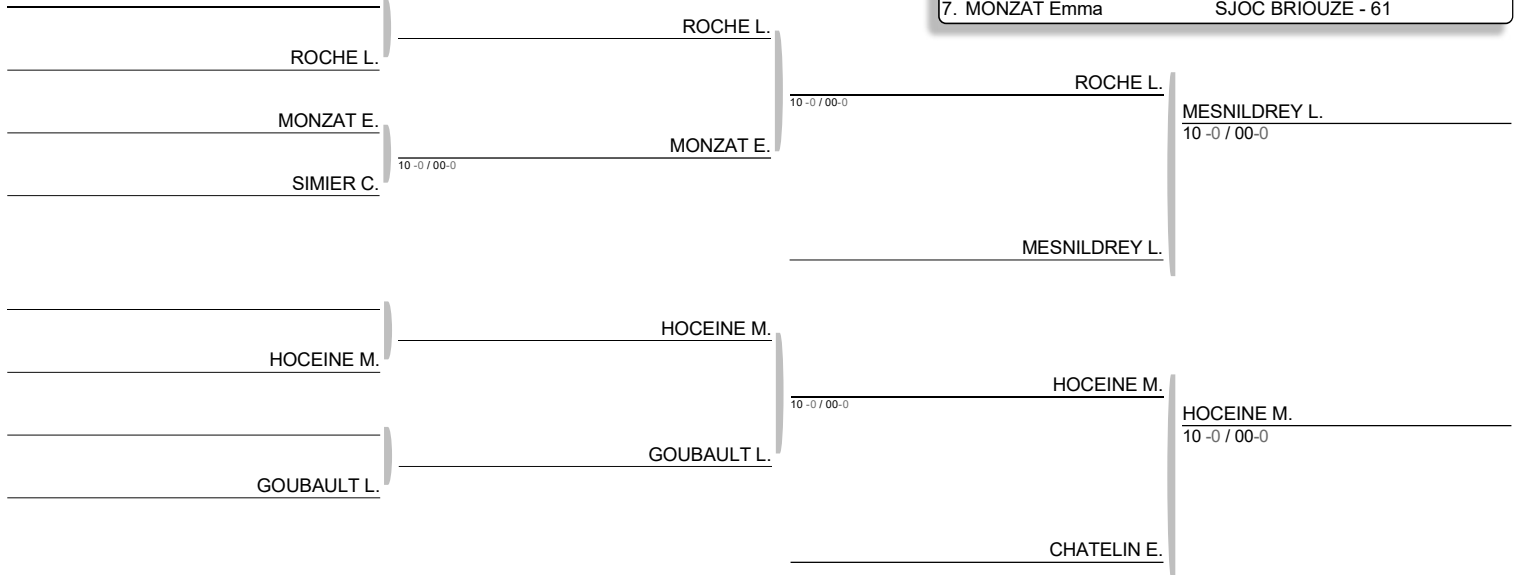 7. MONZAT Emma SJOC BRIOUZE - 61
ROCHE L.
ROCHE L.
ROCHE L.
10 -0 / 00-0
MESNILDREY L.
10 -0 / 00-0
MONZAT E.
MONZAT E.
10 -0 / 00-0
SIMIER C.
MESNILDREY L.
HOCEINE M.
HOCEINE M.
HOCEINE M.
10 -0 / 00-0
HOCEINE M.
10 -0 / 00-0
GOUBAULT L.
GOUBAULT L.
CHATELIN E.